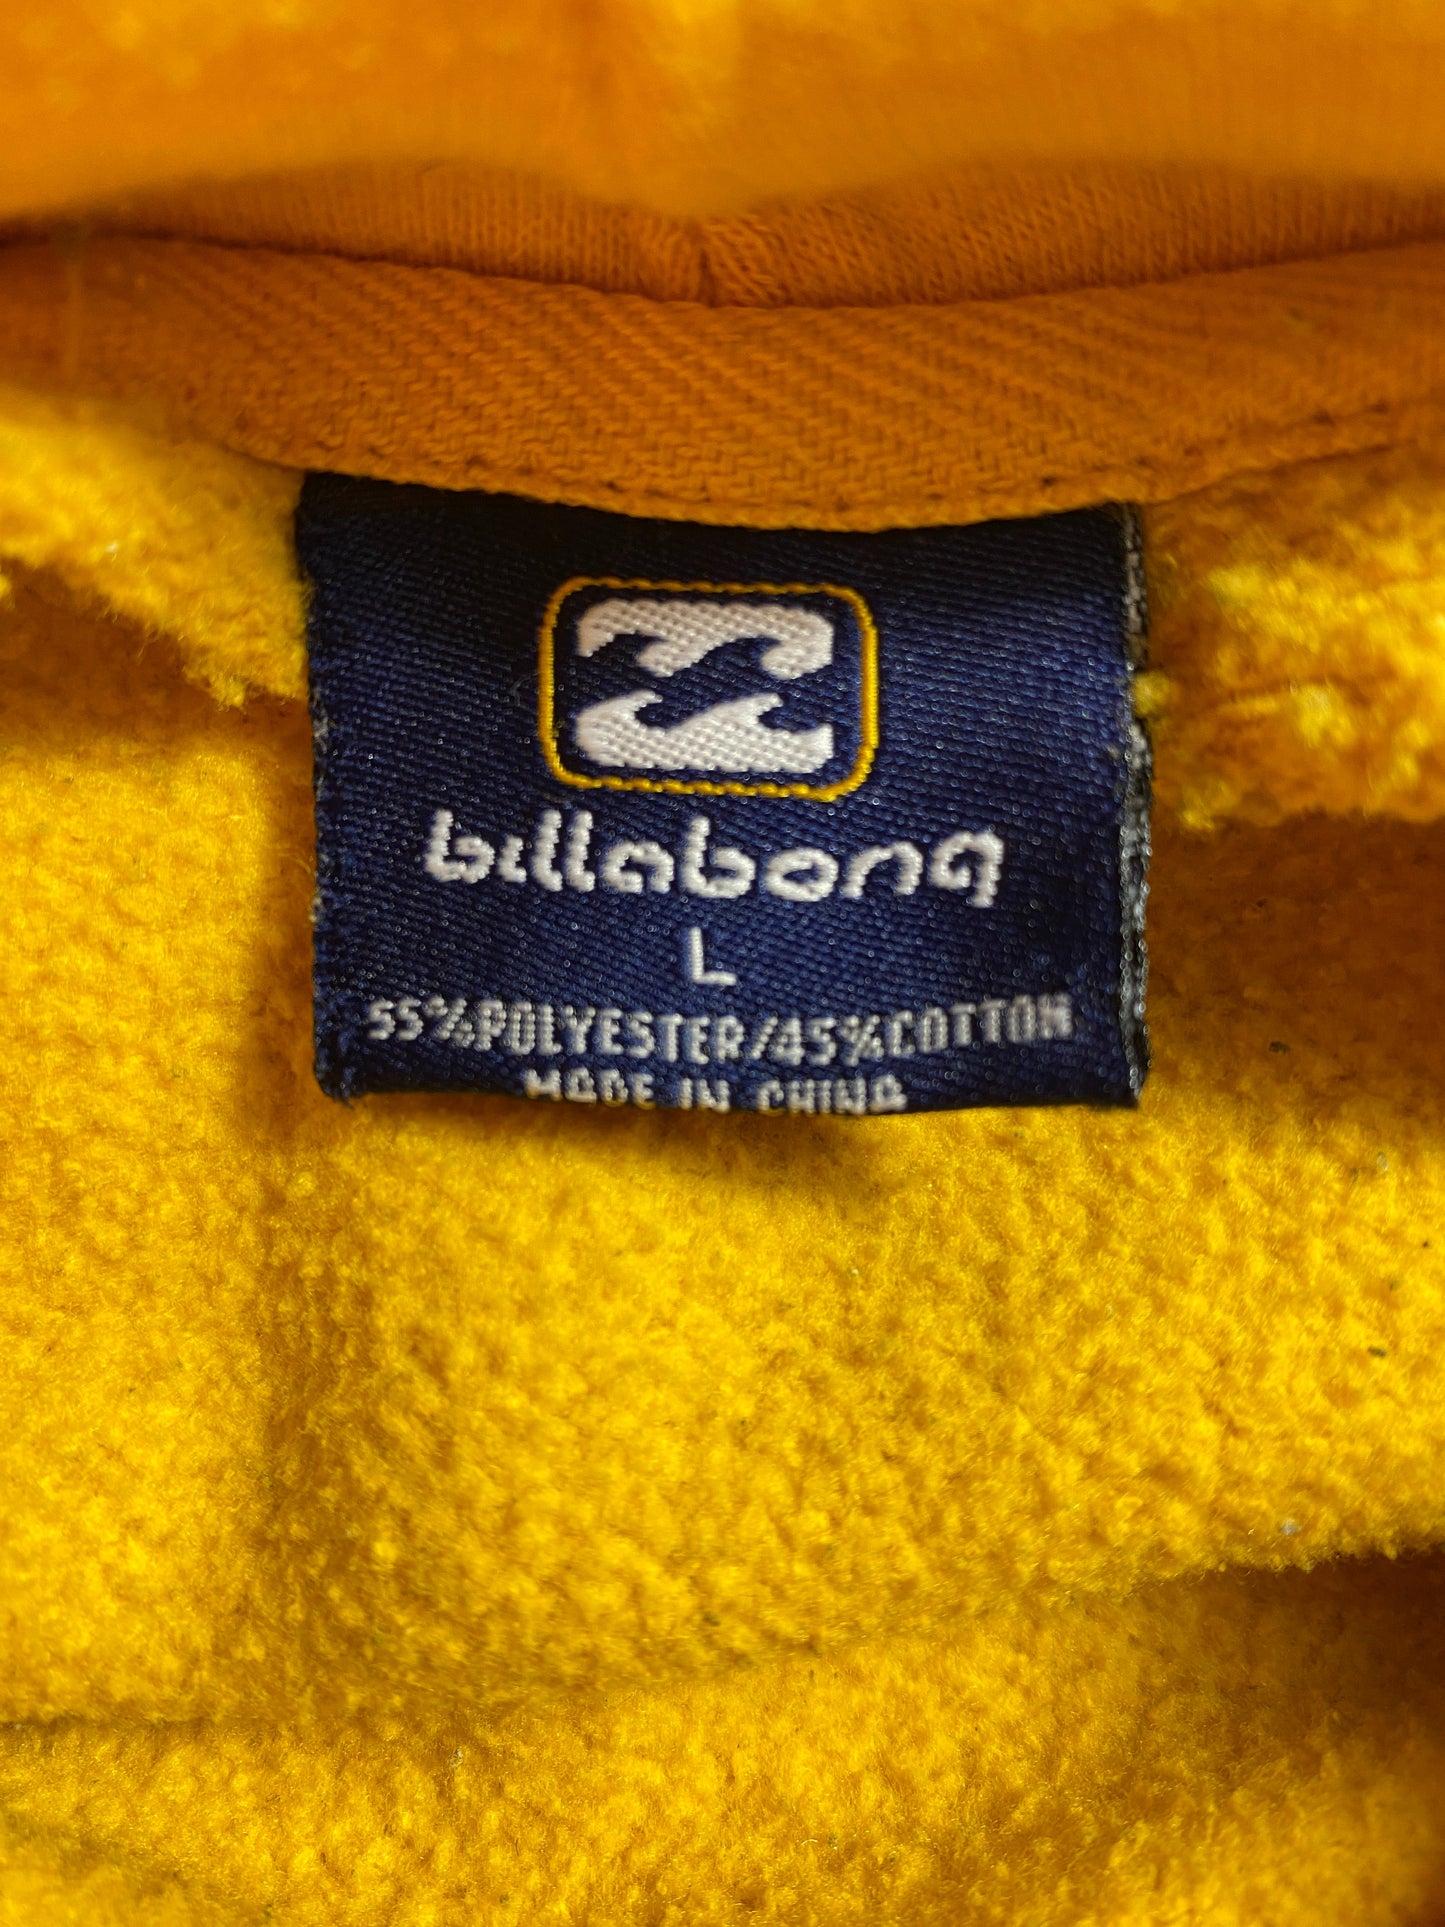 billabong
L
55%POLYESTER/45%COTTON
MADE IN CHINA